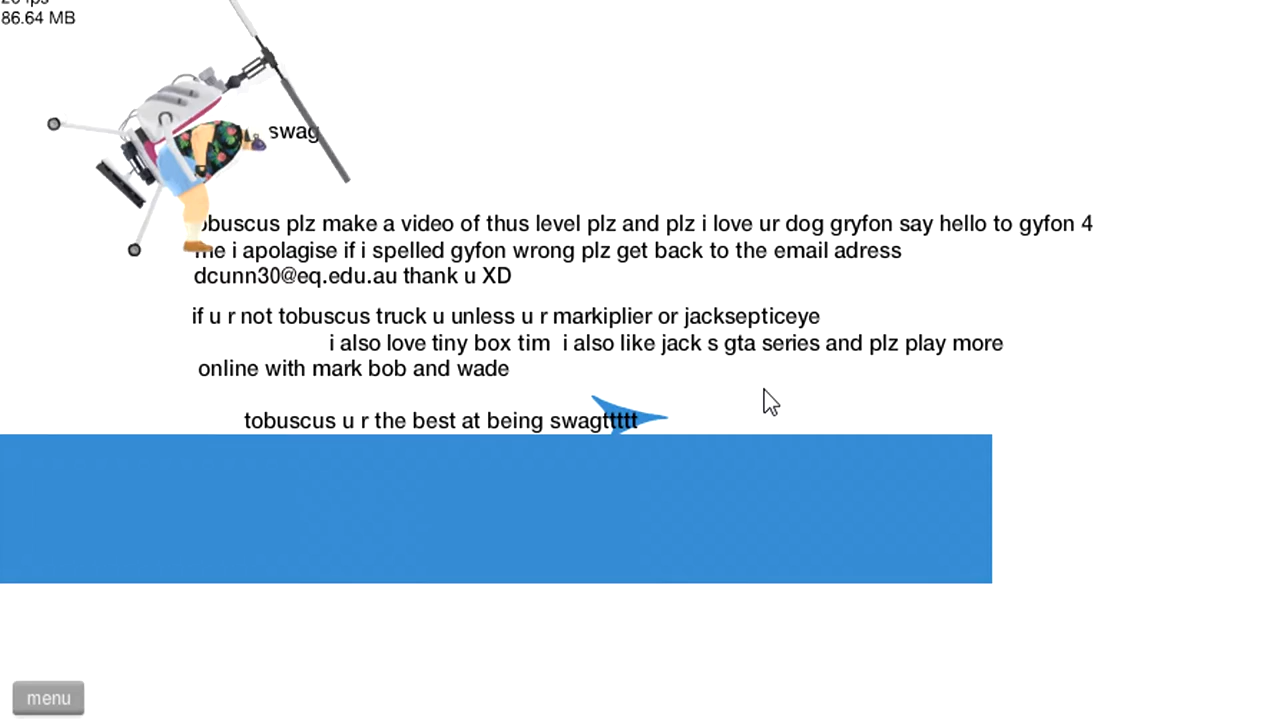 86.64 MB
swag
obuscus plz make a video of thus level plz and plz i love ur dog gryfon say hello to gyfon 4
me i apolagise if i spelled gyfon wrong plz get back to the email adress
dcunn30@eq.edu.au thank u XD
if u r not tobuscus truck u unless u r markiplier or jacksepticeye
i also love tiny box tim i also like jack s gta series and plz play more
online with mark bob and wade
tobuscus u r the best at being swagttttt
menu